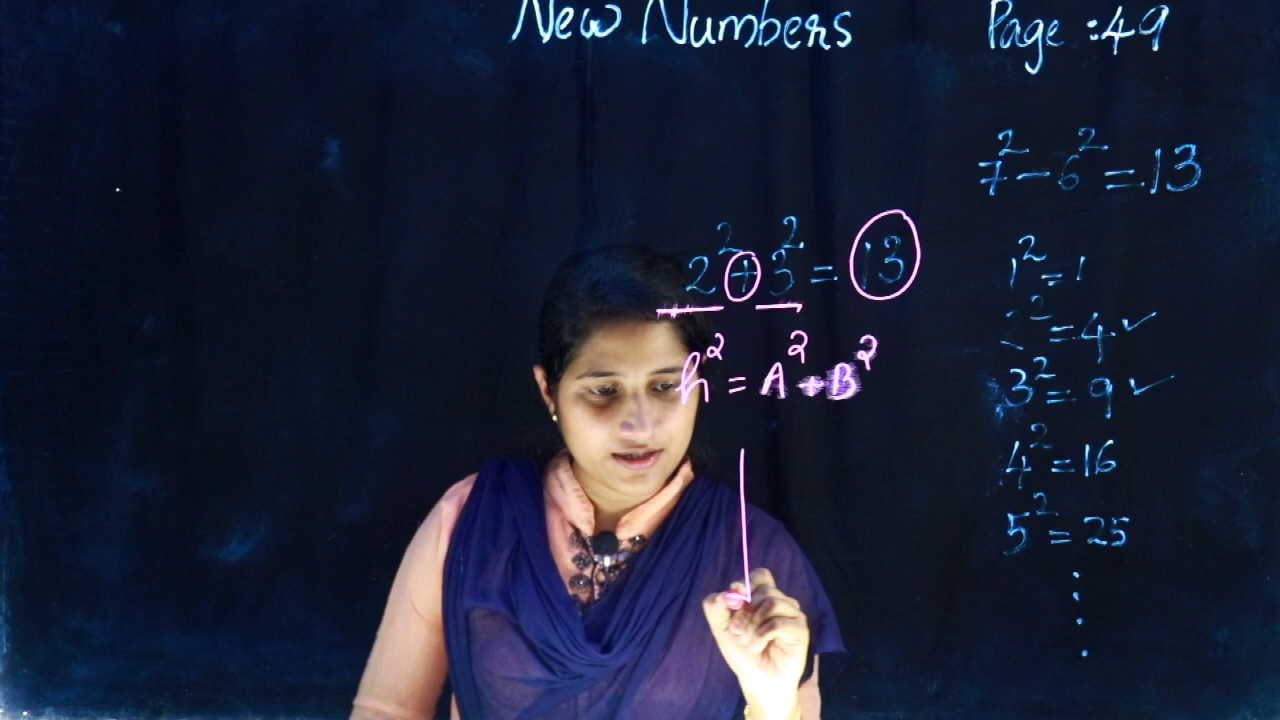 New Numbers
Page :49
7² - 6² = 13
2² + 3² = 13
h² = A² + B²
1² = 1
2² = 4 ✓
3² = 9 ✓
4² = 16
5² = 25